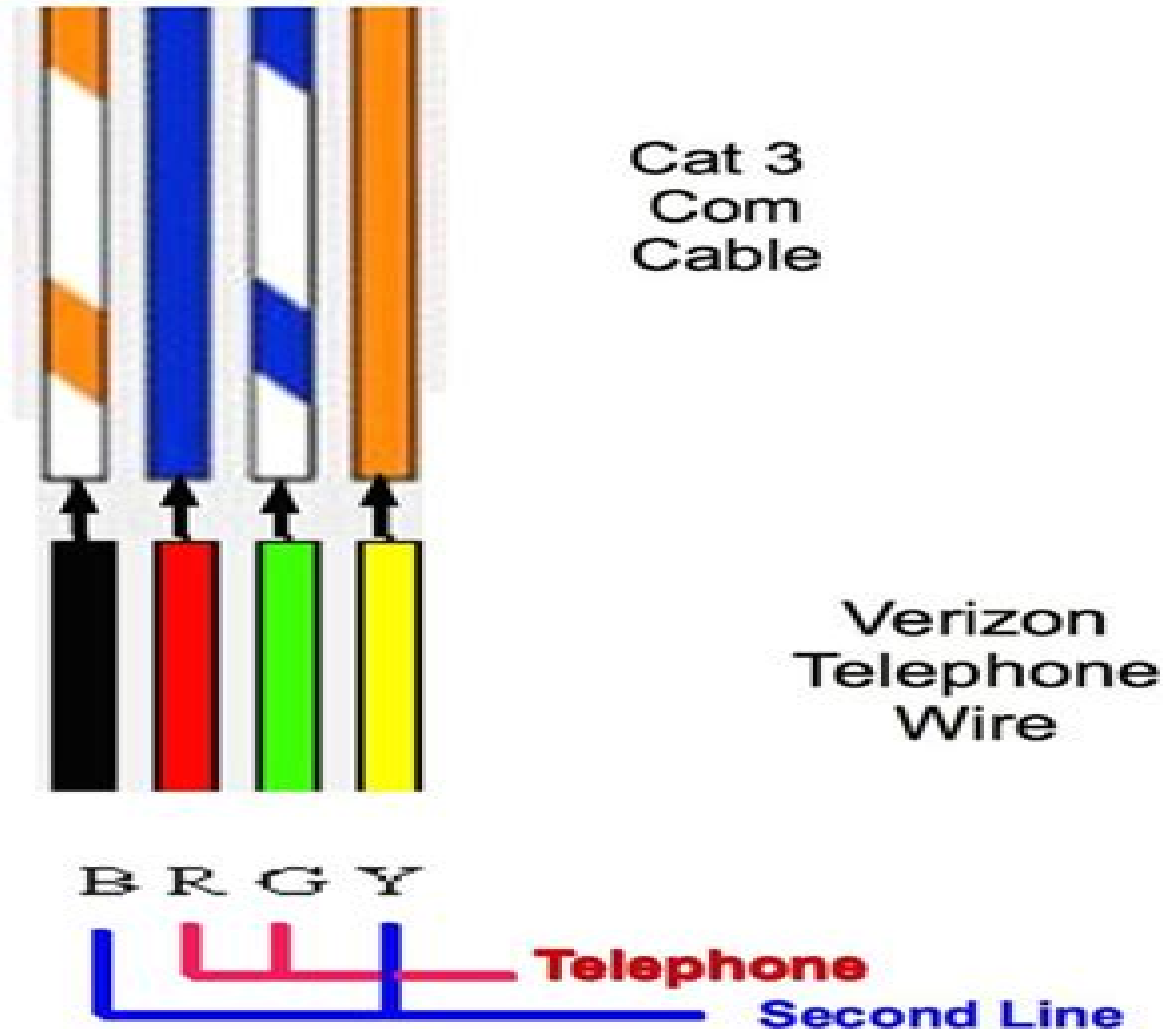 Cat 3
Com
Cable
Verizon
Telephone
Wire
B R G Y
Telephone
Second Line